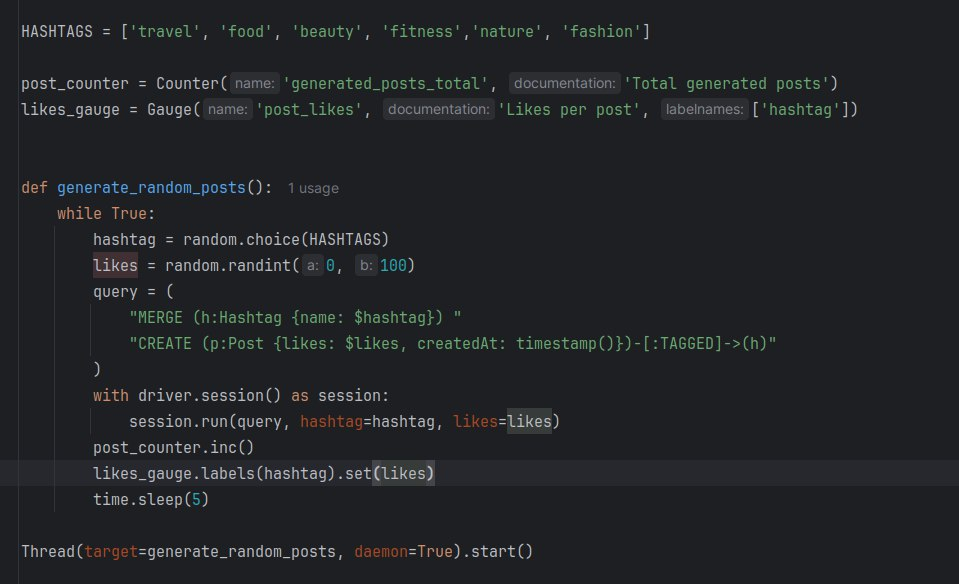 HASHTAGS = ['travel', 'food', 'beauty', 'fitness','nature', 'fashion']
post_counter = Counter( name: 'generated_posts_total', documentation: 'Total generated posts')
likes_gauge = Gauge( name: 'post_likes', documentation: 'Likes per post', labelnames: ['hashtag'])
def generate_random_posts(): 1 usage
    while True:
        hashtag = random.choice(HASHTAGS)
        likes = random.randint( a: 0, b: 100)
        query = (
            "MERGE (h:Hashtag {name: $hashtag}) "
            "CREATE (p:Post {likes: $likes, createdAt: timestamp()})-[:TAGGED]->(h)"
        )
        with driver.session() as session:
            session.run(query, hashtag=hashtag, likes=likes)
        post_counter.inc()
        likes_gauge.labels(hashtag).set(likes)
        time.sleep(5)
Thread(target=generate_random_posts, daemon=True).start()